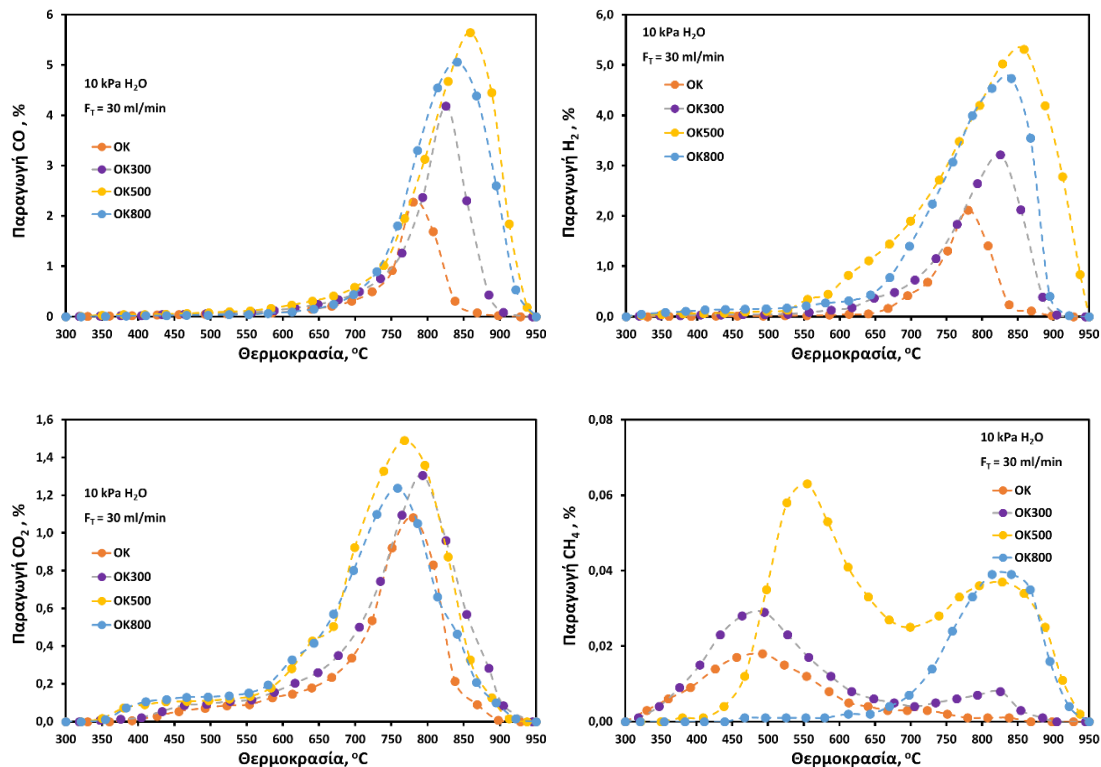 Παραγωγή CO, %
6
5
4
3
2
1
0
10 kPa H₂O
F_T = 30 ml/min
OK
OK300
OK500
OK800
300 350 400 450 500 550 600 650 700 750 800 850 900 950
Θερμοκρασία, °C
Παραγωγή H₂, %
6,0
5,0
4,0
3,0
2,0
1,0
0,0
10 kPa H₂O
F_T = 30 ml/min
OK
OK300
OK500
OK800
300 350 400 450 500 550 600 650 700 750 800 850 900 950
Θερμοκρασία, °C
Παραγωγή CO₂, %
1,6
1,4
1,2
1,0
0,8
0,6
0,4
0,2
0,0
10 kPa H₂O
F_T = 30 ml/min
OK
OK300
OK500
OK800
300 350 400 450 500 550 600 650 700 750 800 850 900 950
Θερμοκρασία, °C
Παραγωγή CH₄, %
0,08
0,06
0,04
0,02
0,00
10 kPa H₂O
F_T = 30 ml/min
OK
OK300
OK500
OK800
300 350 400 450 500 550 600 650 700 750 800 850 900 950
Θερμοκρασία, °C